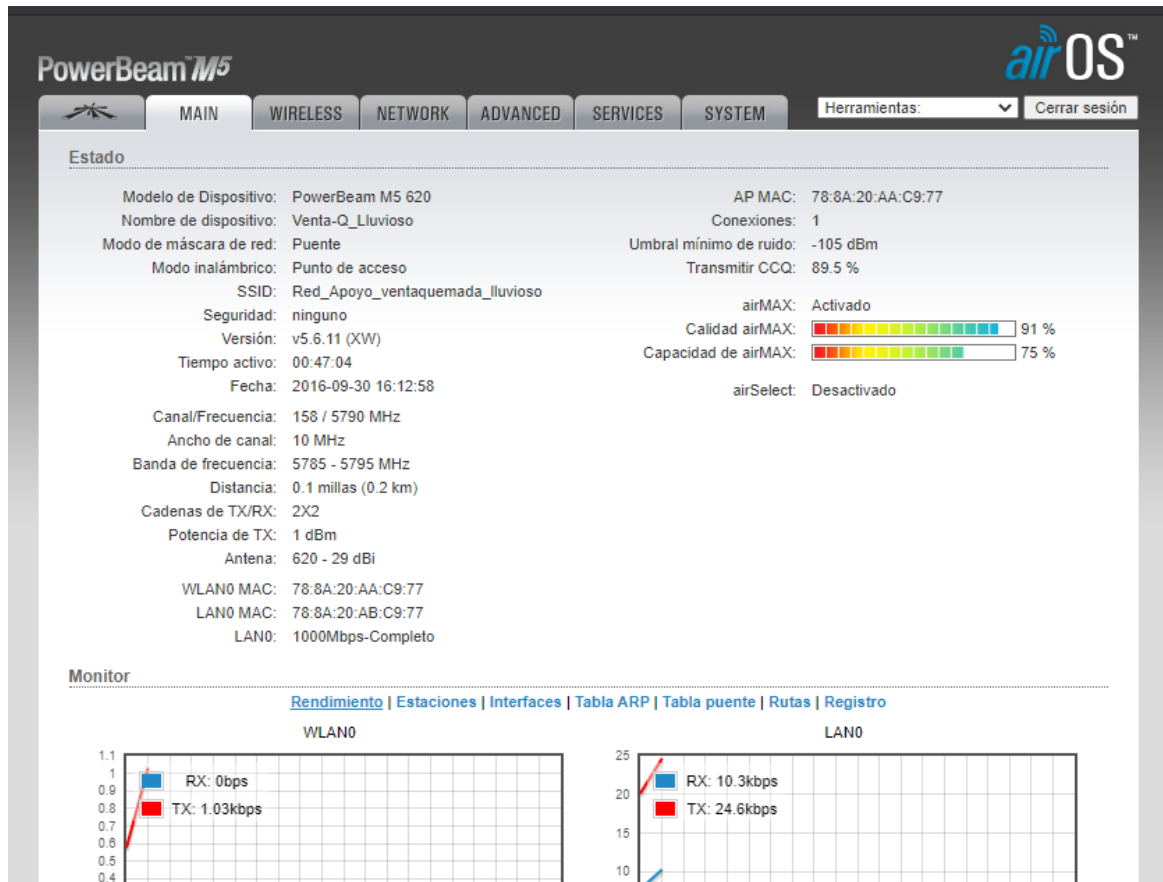 PowerBeam™M5
airOS™
MAIN WIRELESS NETWORK ADVANCED SERVICES SYSTEM Herramientas: Cerrar sesión
Estado
Modelo de Dispositivo: PowerBeam M5 620
Nombre de dispositivo: Venta-Q_Lluvioso
Modo de máscara de red: Puente
Modo inalámbrico: Punto de acceso
SSID: Red_Apoyo_ventaquemada_lluvioso
Seguridad: ninguno
Versión: v5.6.11 (XW)
Tiempo activo: 00:47:04
Fecha: 2016-09-30 16:12:58
Canal/Frecuencia: 158 / 5790 MHz
Ancho de canal: 10 MHz
Banda de frecuencia: 5785 - 5795 MHz
Distancia: 0.1 millas (0.2 km)
Cadenas de TX/RX: 2X2
Potencia de TX: 1 dBm
Antena: 620 - 29 dBi
WLAN0 MAC: 78:8A:20:AA:C9:77
LAN0 MAC: 78:8A:20:AB:C9:77
LAN0: 1000Mbps-Completo
AP MAC: 78:8A:20:AA:C9:77
Conexiones: 1
Umbral mínimo de ruido: -105 dBm
Transmitir CCQ: 89.5 %
airMAX: Activado
Calidad airMAX: 91 %
Capacidad de airMAX: 75 %
airSelect: Desactivado
Monitor
Rendimiento | Estaciones | Interfaces | Tabla ARP | Tabla puente | Rutas | Registro
WLAN0
1.1
1
0.9
0.8
0.7
0.6
0.5
0.4
RX: 0bps
TX: 1.03kbps
LAN0
25
20
15
10
RX: 10.3kbps
TX: 24.6kbps